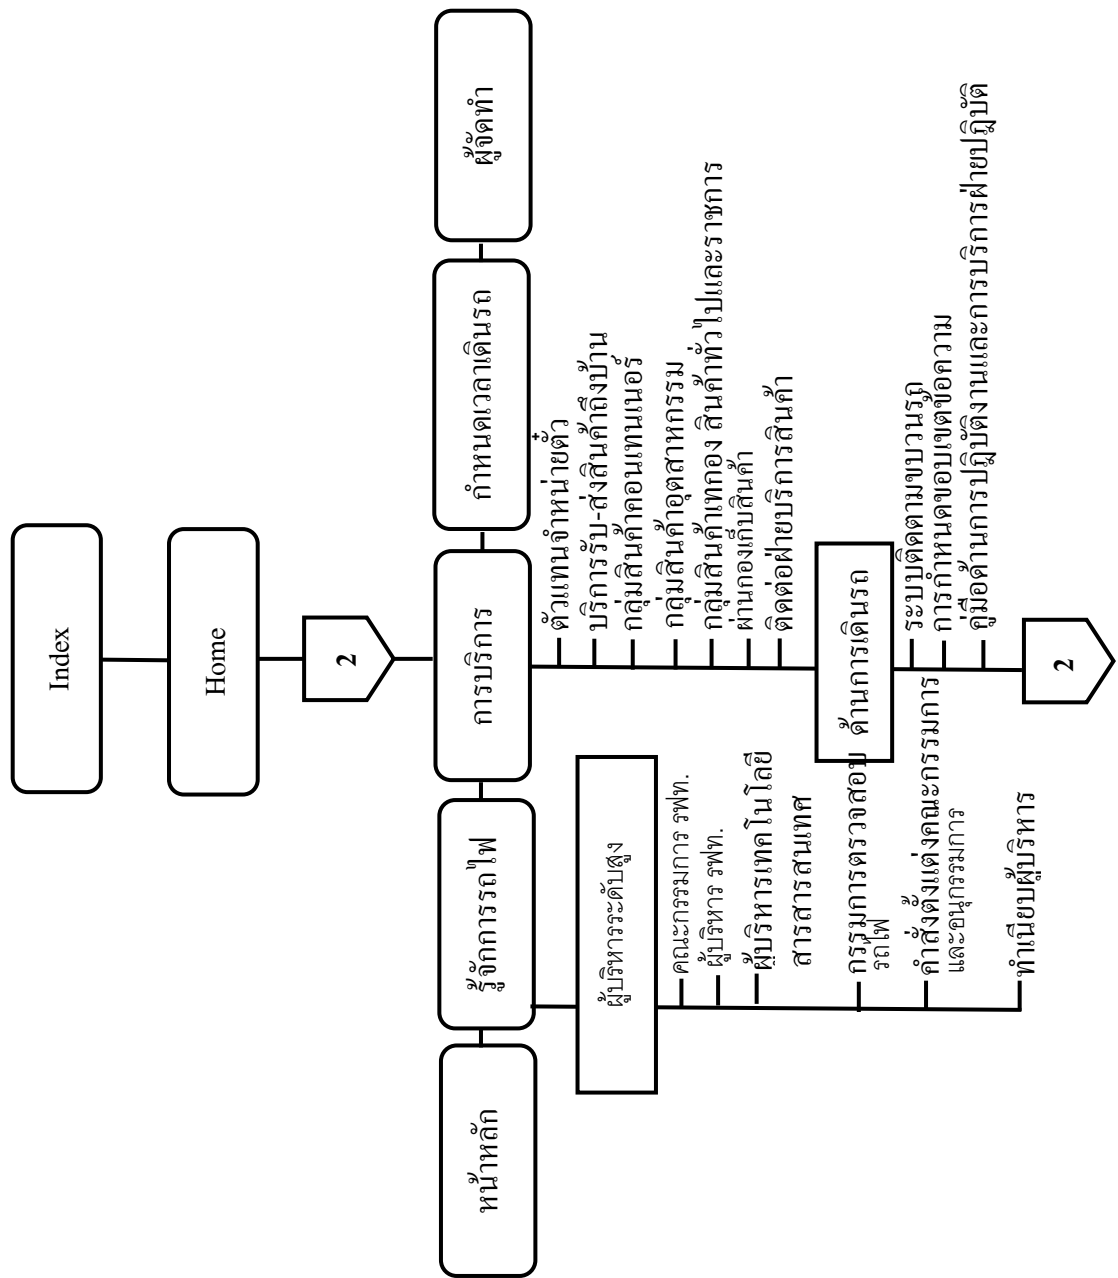 Index
Home
2
หน้าหลัก
รู้จักการรถไฟ
การบริการ
กำหนดเวลาเดินรถ
ผู้จัดทำ
ผู้บริหารระดับสูง
คณะกรรมการ รฟท.
ผู้บริหาร รฟท.
ผู้บริหารเทคโนโลยี
สารสารสนเทศ
กรรมการตรวจสอบ
รถไฟ
คำสั่งตั้งแต่งคณะกรรมการ
และอนุกรรมการ
ทำเนียบผู้บริหาร
ตัวแทนจำหน่ายตั๋ว
บริการรับ-ส่งสินค้าถึงบ้าน
กลุ่มสินค้าคอนเทนเนอร์
กลุ่มสินค้าอุตสาหกรรม
กลุ่มสินค้าเทกอง สินค้าทั่วไปและราชการ
ผ่านกองเก็บสินค้า
ติดต่อฝ่ายบริการสินค้า
ด้านการเดินรถ
ระบบติดตามขบวนรถ
การกำหนดขอบเขตข้อความ
คู่มือด้านการปฏิบัติงานและการบริการฝ่ายปฏิบัติ
2